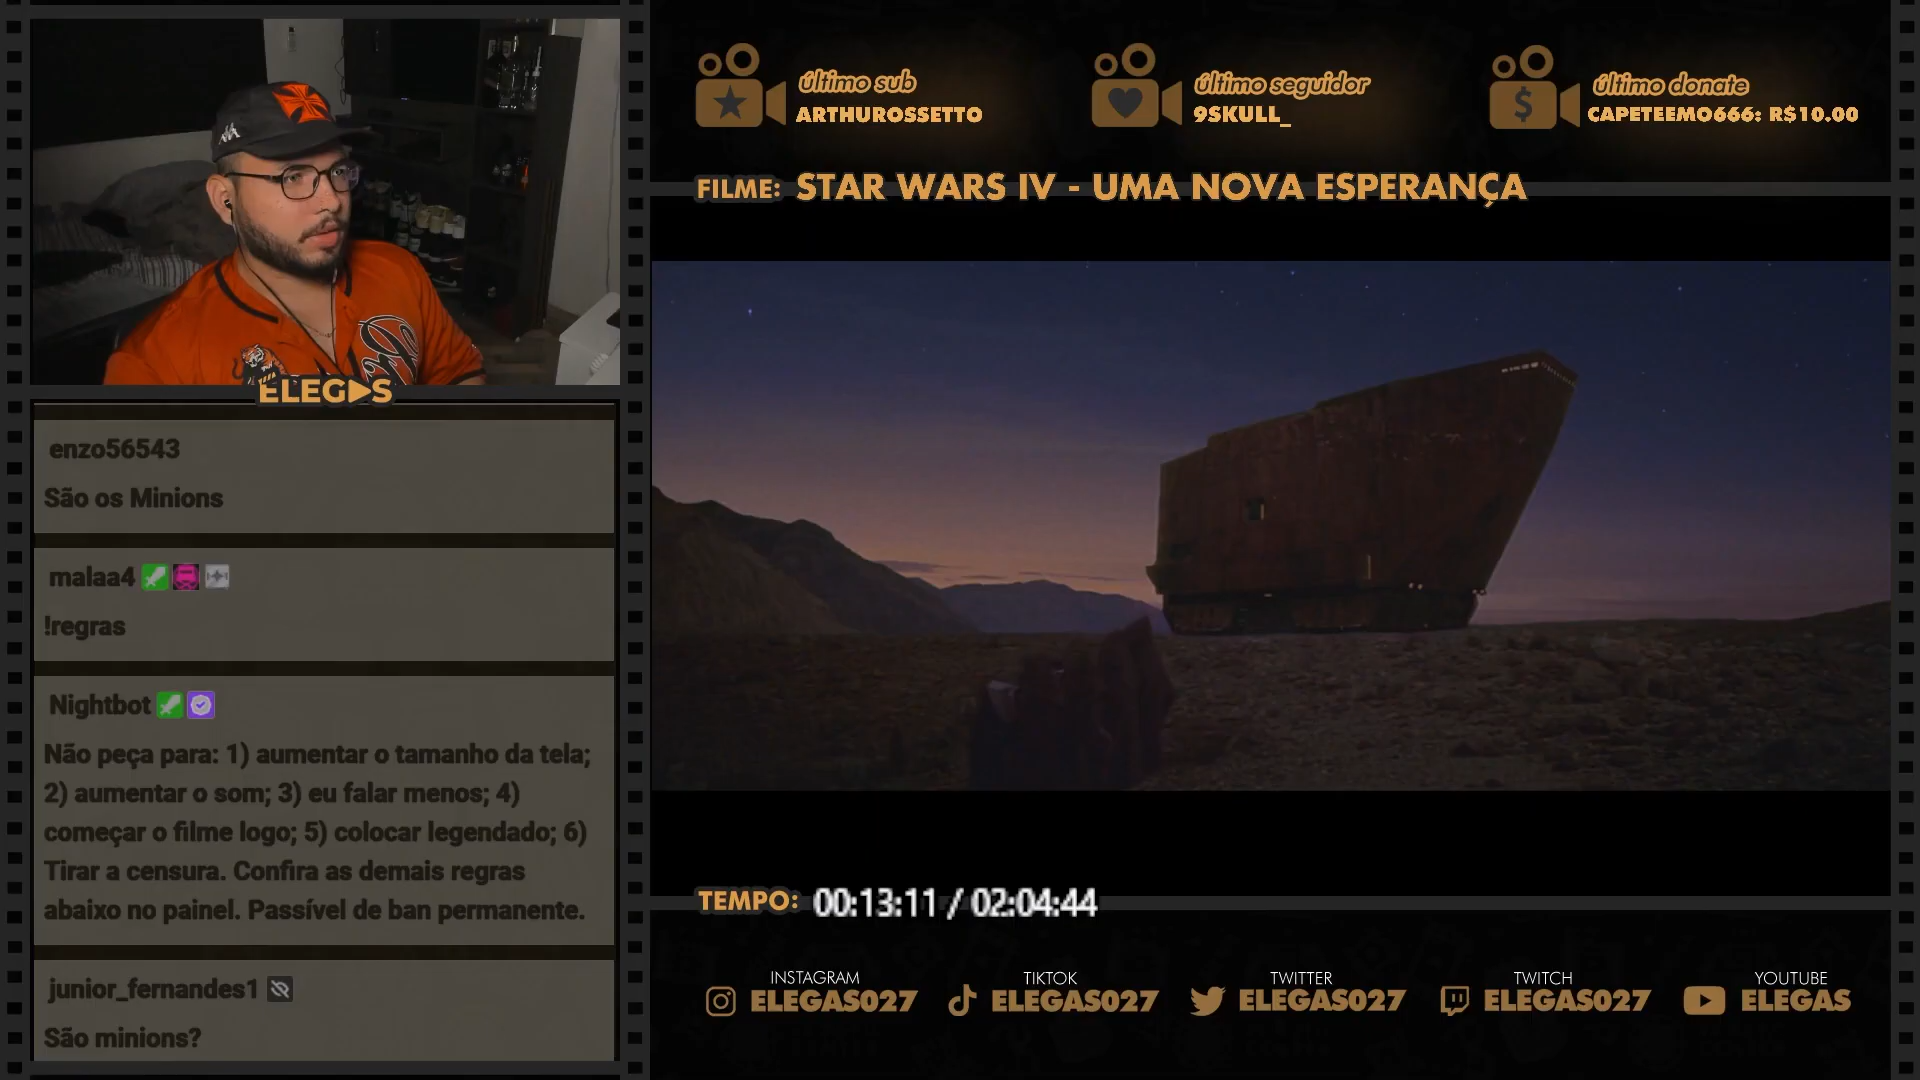 último sub
ARTHUROSSETTO
último seguidor
9SKULL_
último donate
CAPETEEMO666: R$10.00
FILME: STAR WARS IV - UMA NOVA ESPERANÇA
ELEGAS
enzo56543
São os Minions
malaa4
!regras
Nightbot
Não peça para: 1) aumentar o tamanho da tela;
2) aumentar o som; 3) eu falar menos; 4)
começar o filme logo; 5) colocar legendado; 6)
Tirar a censura. Confira as demais regras
abaixo no painel. Passível de ban permanente.
junior_fernandes1
São minions?
TEMPO: 00:13:11 / 02:04:44
INSTAGRAM
ELEGAS027
TIKTOK
ELEGAS027
TWITTER
ELEGAS027
TWITCH
ELEGAS027
YOUTUBE
ELEGAS